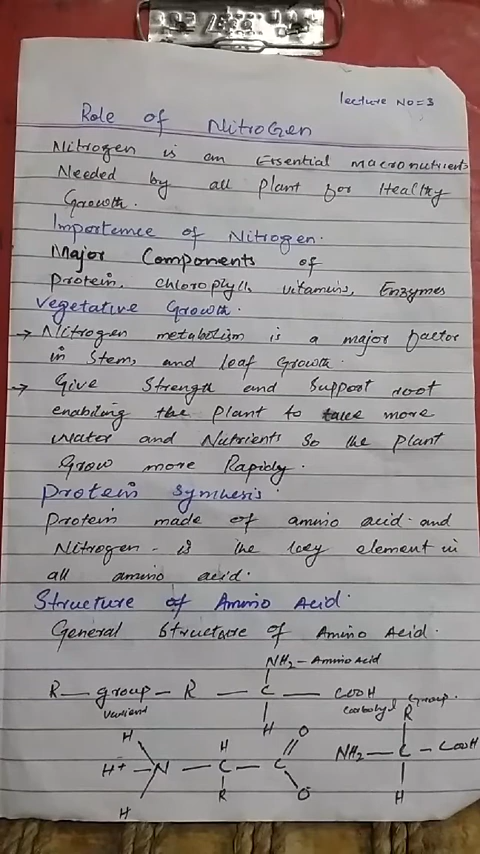 lecture No=3
Role of NitroGen
Nitrogen is an Essential macronutrients
Needed by all Plant for Healthy
Growth.
Importence of Nitrogen.
Major Components of
Protein, chlorophyll, vitamins, Enzymes
Vegetative Growth.
→ Nitrogen metabolism is a major factor
in Stem, and leaf Growth.
→ Give Strength and Support root
enabling the Plant to take more
water and Nutrients So the Plant
Grow more Rapidly.
Protein Synthesis
Protein made of amino acid. and
Nitrogen - is the key element in
all amino acid.
Structure of Amino Acid.
General Structure of Amino Acid.
NH2 - Amino Acid
R — group — R — C — COOH
Group.
H
R
H
H
O
NH2 — C — COOH
H+ — N — C — C
H
R
O
H